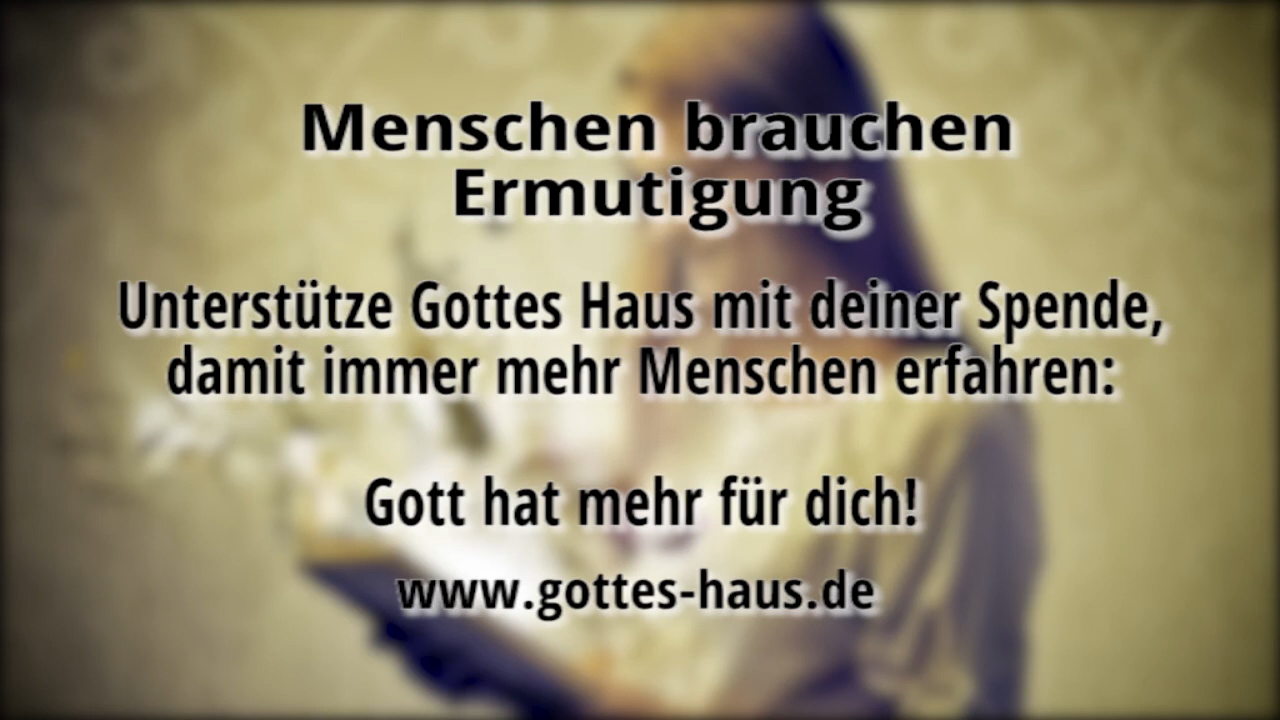 Menschen brauchen
Ermutigung
Unterstütze Gottes Haus mit deiner Spende,
damit immer mehr Menschen erfahren:
Gott hat mehr für dich!
www.gottes-haus.de